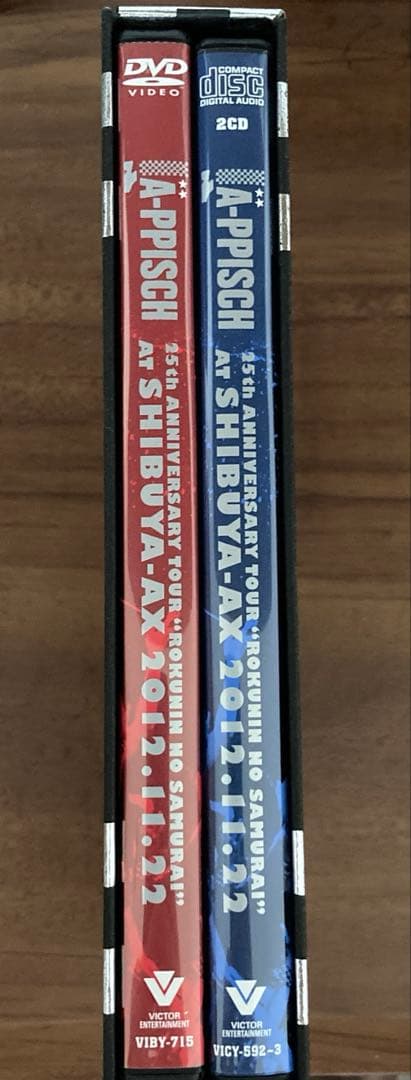 DVD
VIDEO
LÄ-PPISCH
25th ANNIVERSARY TOUR "ROKUNIN NO SAMURAI"
AT SHIBUYA-AX 2012.11.22
VICTOR
ENTERTAINMENT
VIBY-715
COMPACT
disc
DIGITAL AUDIO
2CD
LÄ-PPISCH
25th ANNIVERSARY TOUR "ROKUNIN NO SAMURAI"
AT SHIBUYA-AX 2012.11.22
VICTOR
ENTERTAINMENT
VICY-592-3